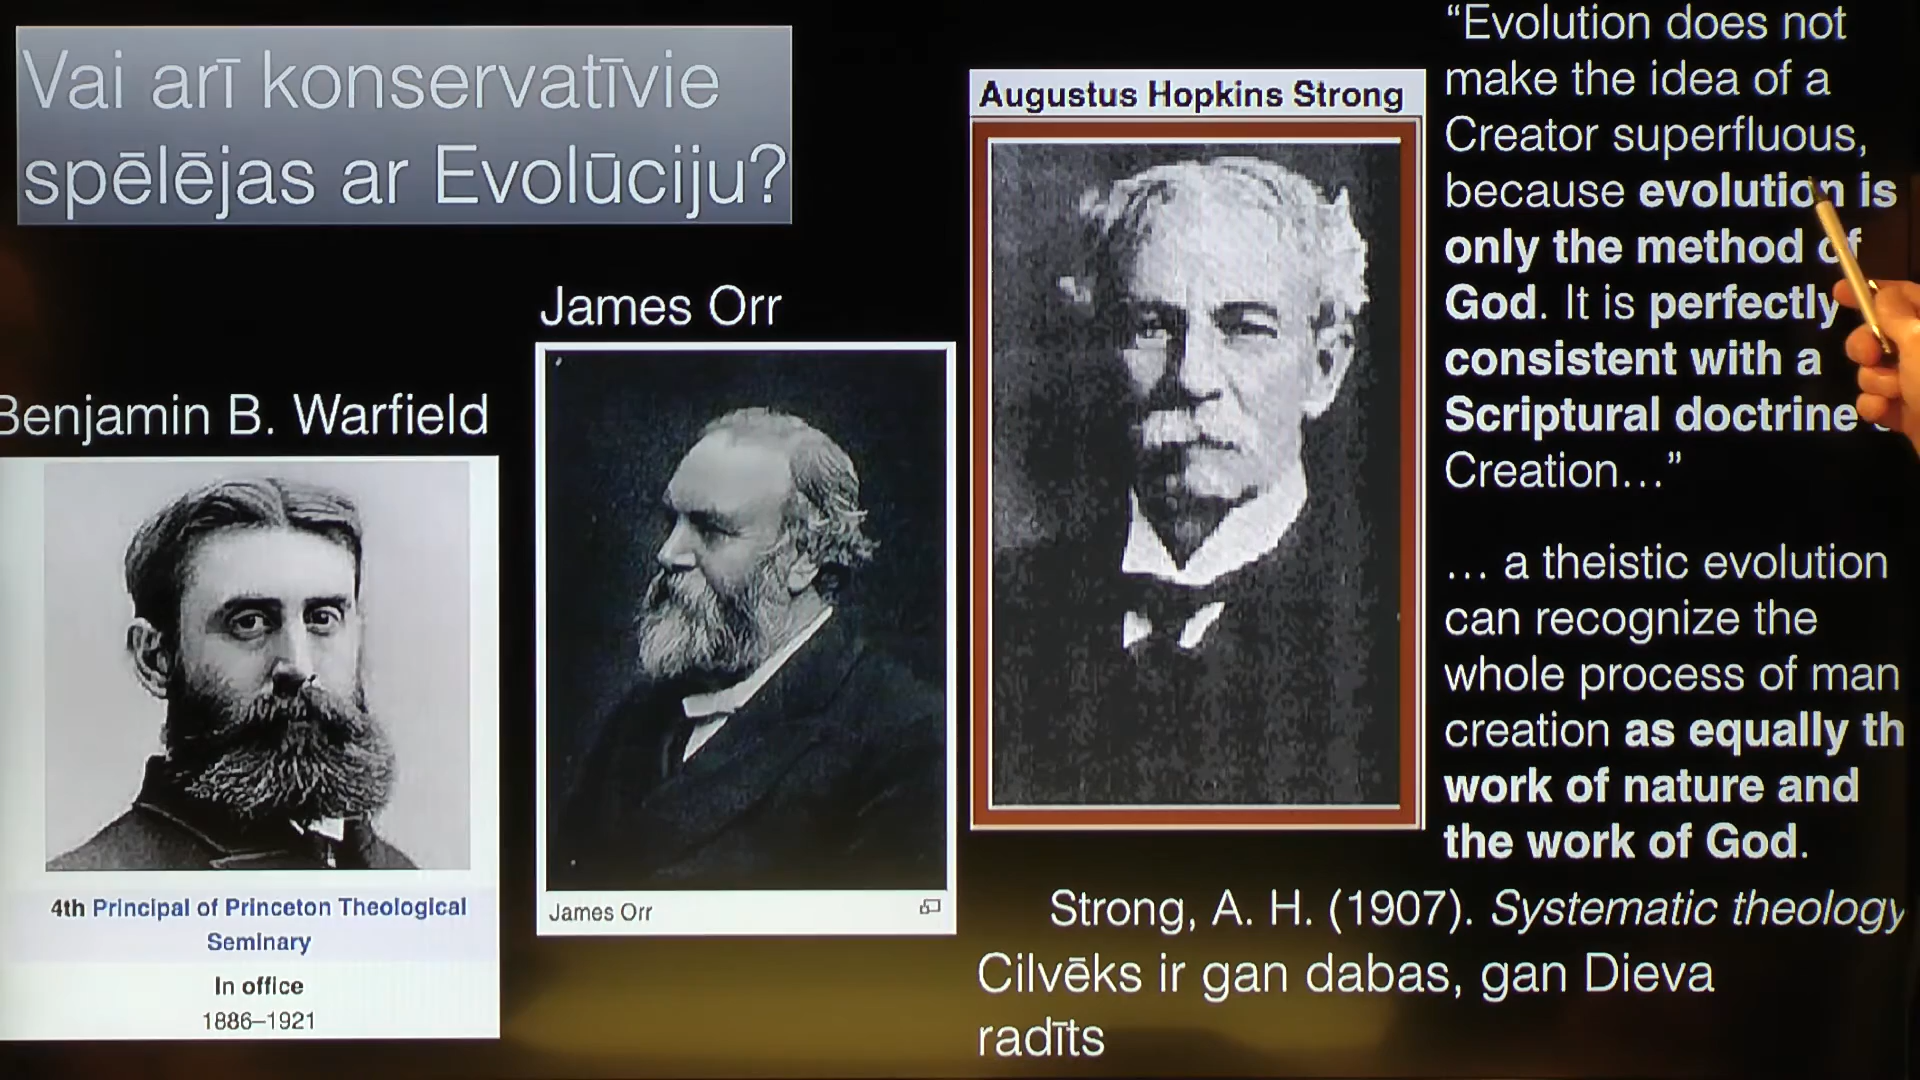 Vai arī konservatīvie
spēlējas ar Evolūciju?
Benjamin B. Warfield
4th Principal of Princeton Theological
Seminary
In office
1886–1921
James Orr
James Orr
Augustus Hopkins Strong
“Evolution does not
make the idea of a
Creator superfluous,
because evolution is
only the method of
God. It is perfectly
consistent with a
Scriptural doctrine
Creation…”
… a theistic evolution
can recognize the
whole process of man
creation as equally th
work of nature and
the work of God.
Strong, A. H. (1907). Systematic theology
Cilvēks ir gan dabas, gan Dieva
radīts